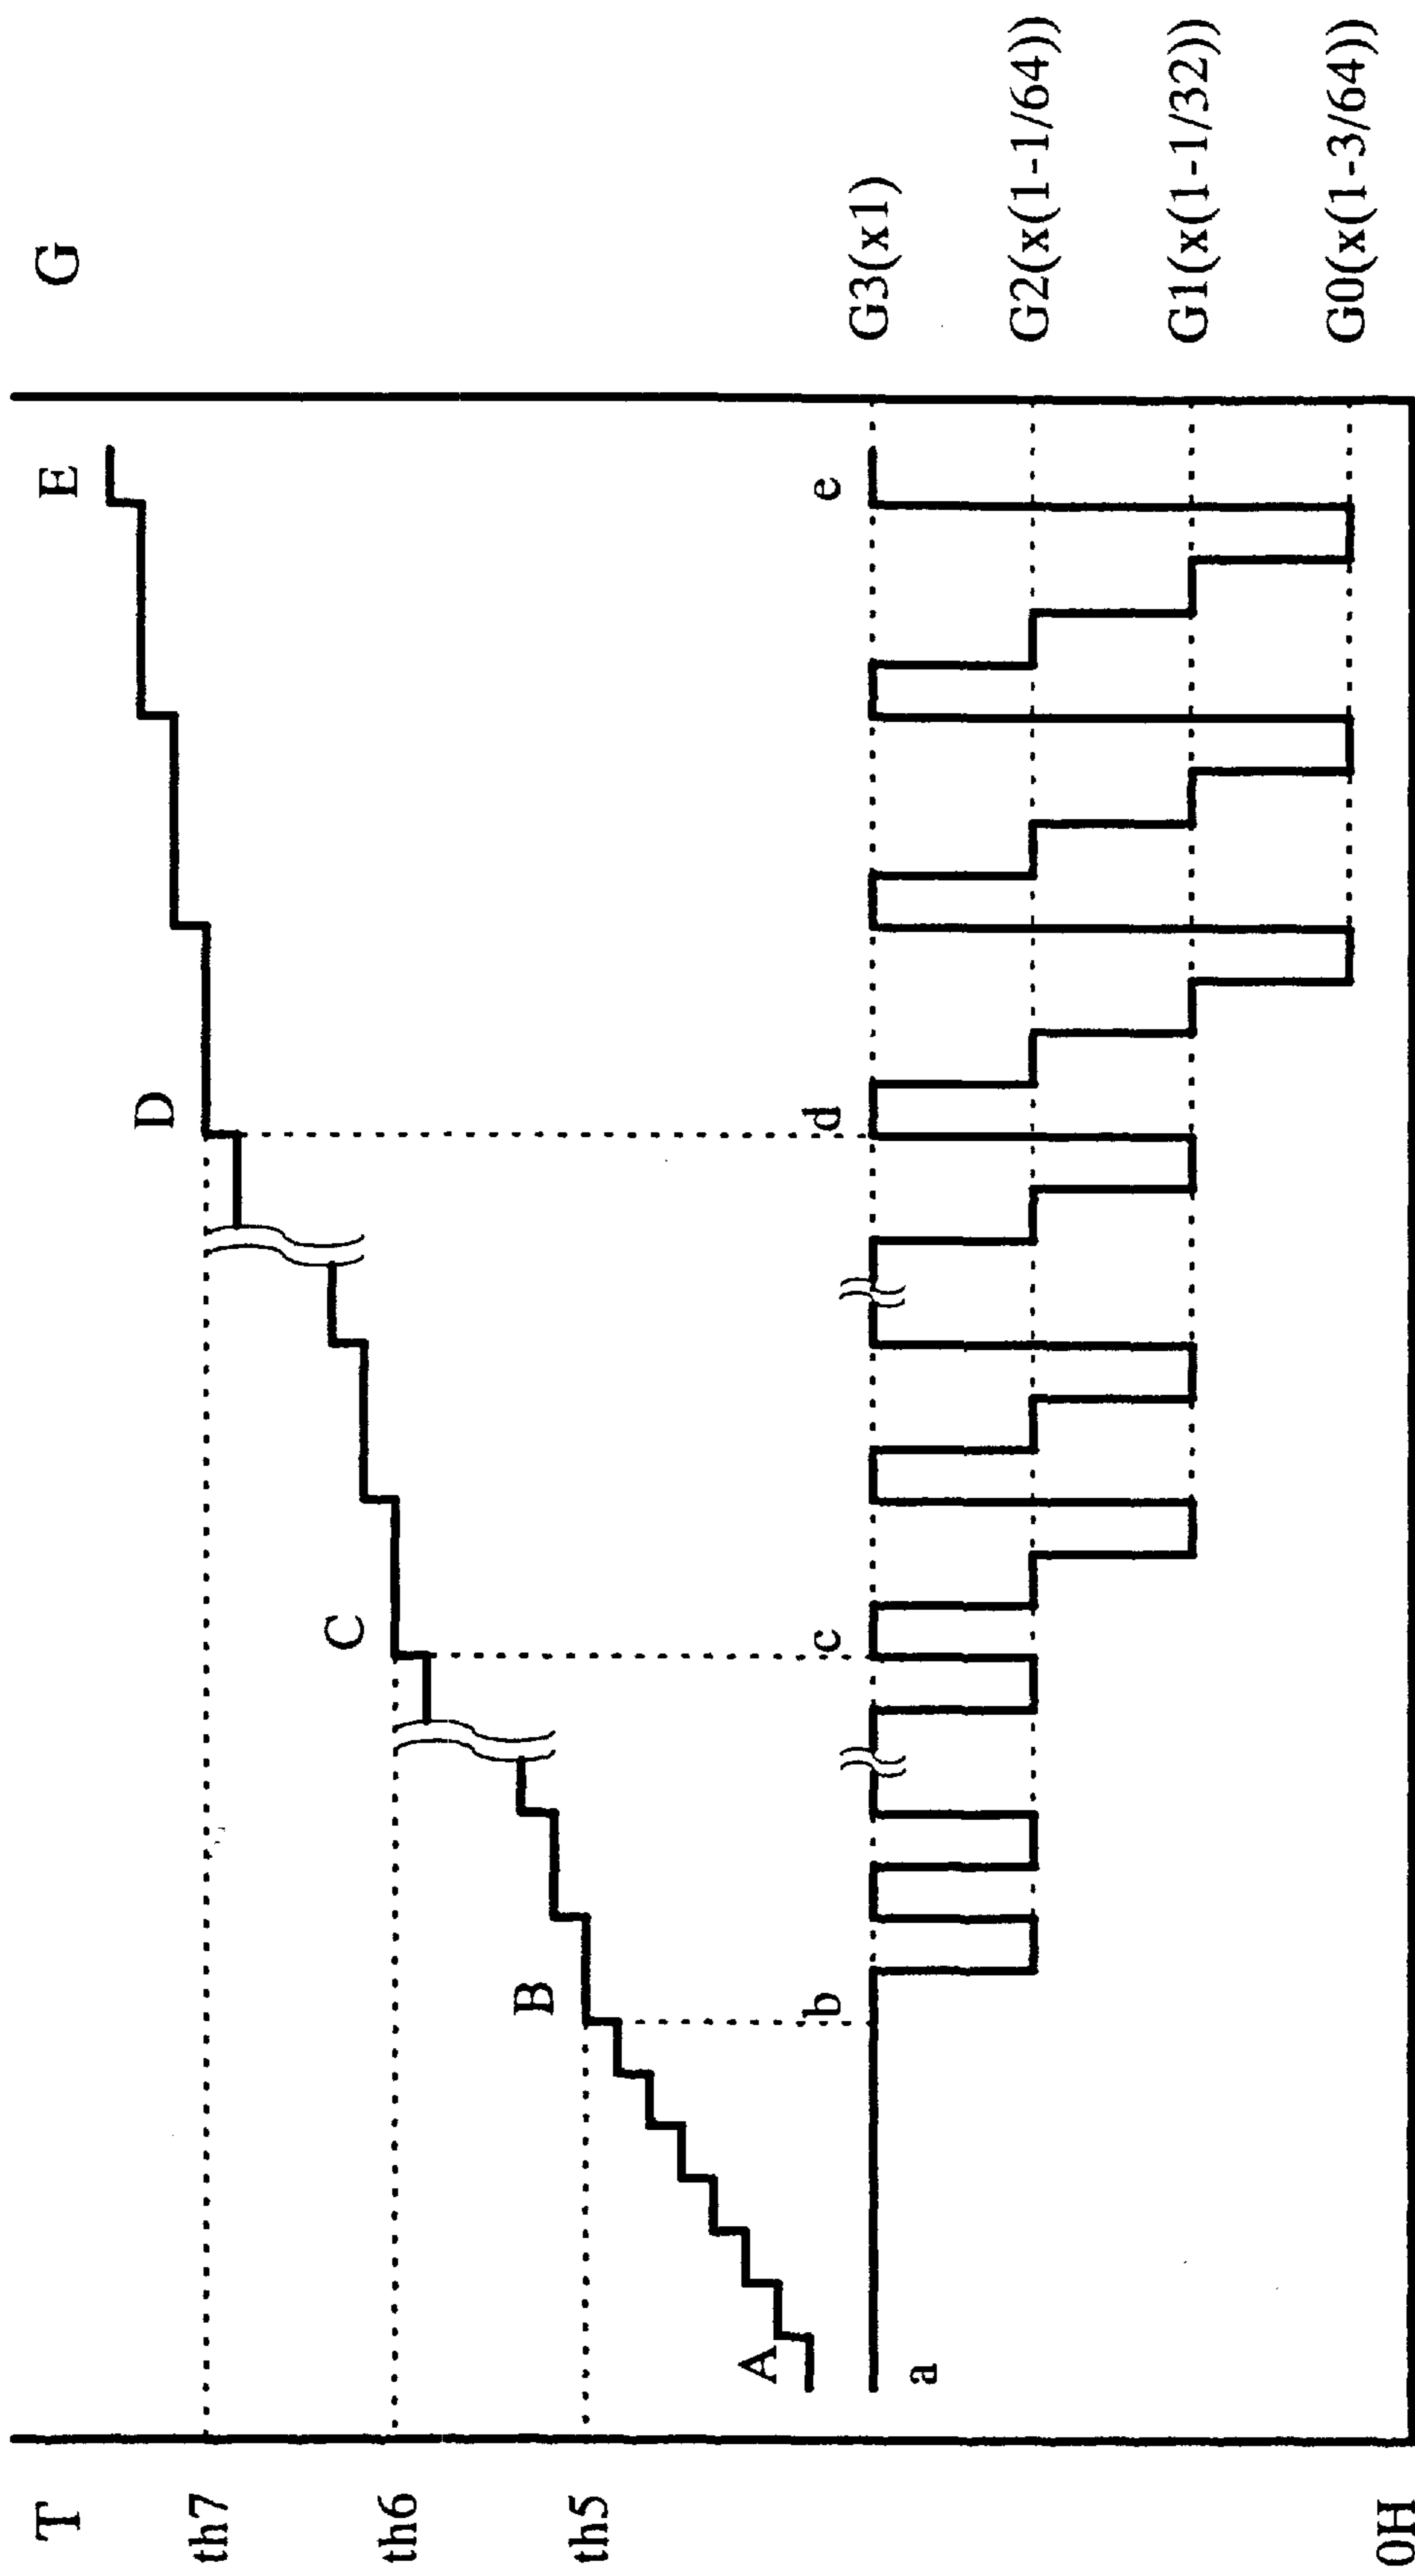 T
G
th7
th6
th5
0H
A
B
C
D
E
a
b
c
d
e
G3(x1)
G2(x(1-1/64))
G1(x(1-1/32))
G0(x(1-3/64))